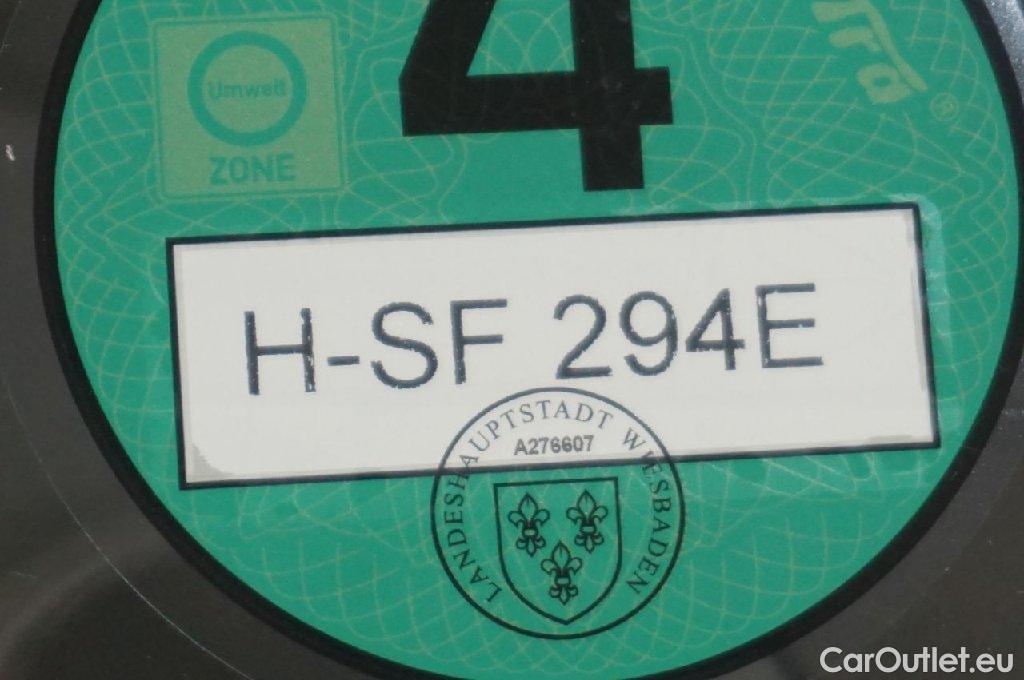 4
Umwelt
ZONE
H-SF 294E
LANDESHAUPTSTADT WIESBADEN
A276607
CarOutlet.eu